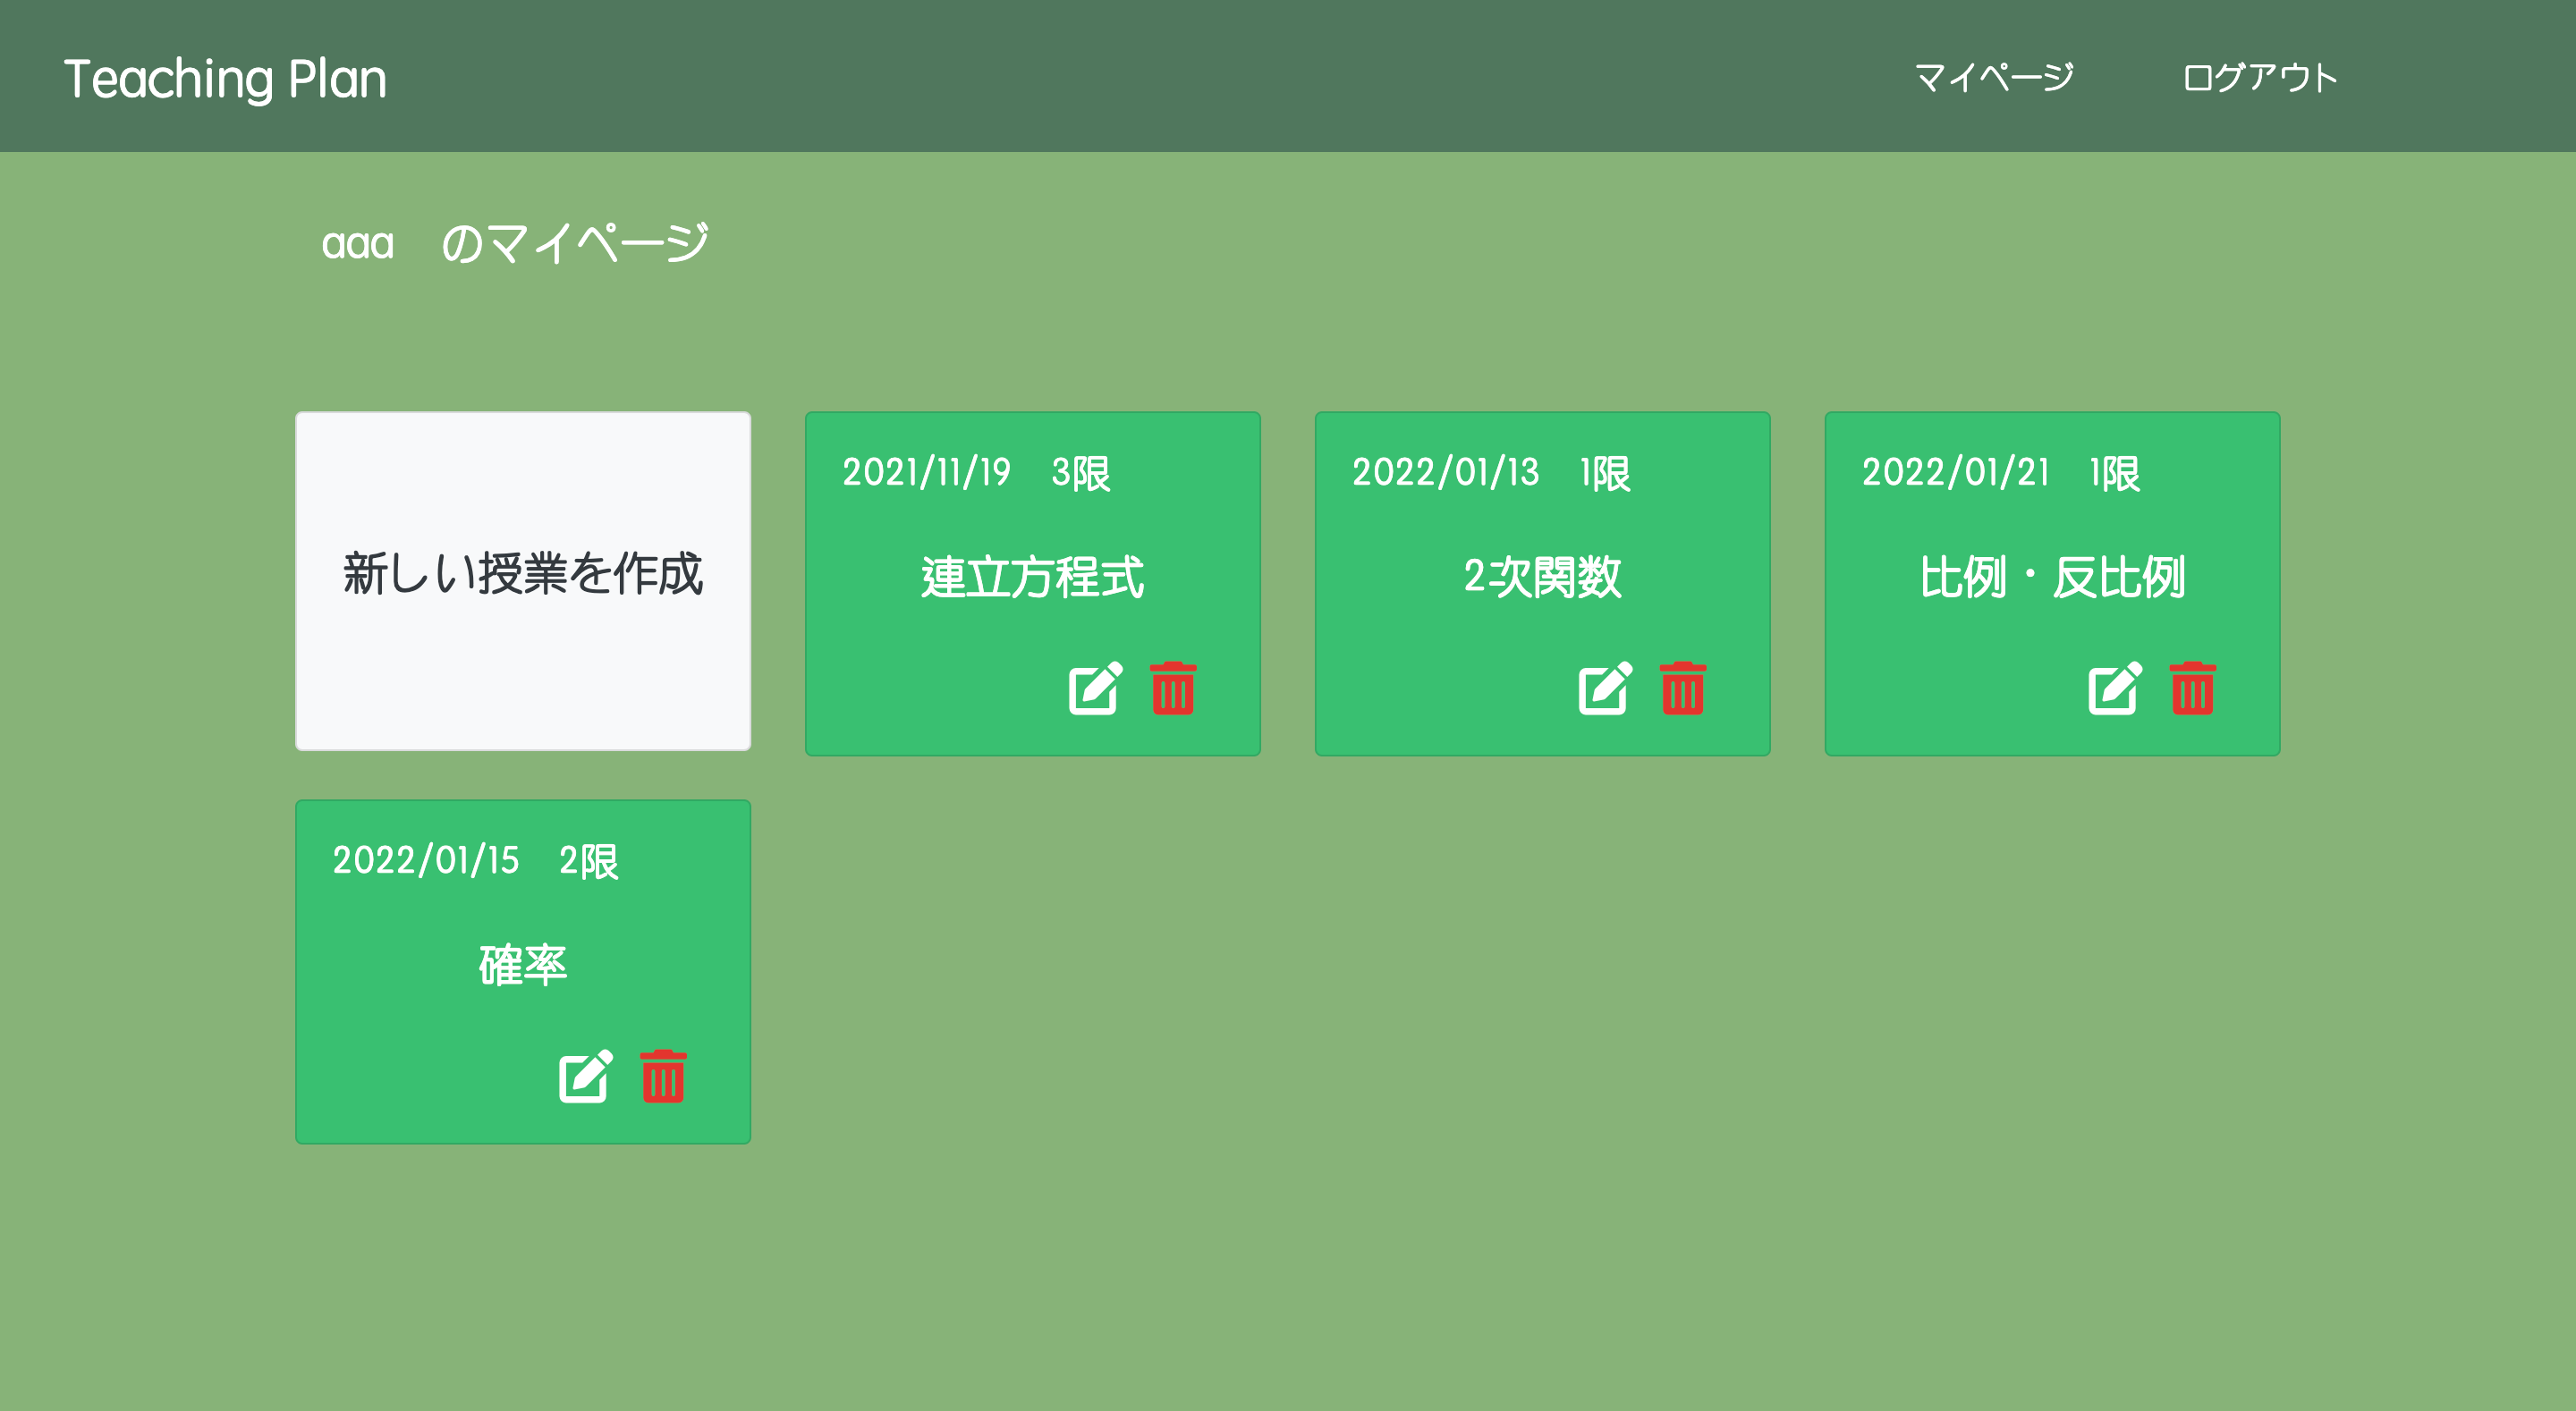 Teaching Plan
マイページ
ログアウト
aaa　のマイページ
新しい授業を作成
2021/11/19　3限
連立方程式
2022/01/13　1限
2次関数
2022/01/21　1限
比例・反比例
2022/01/15　2限
確率